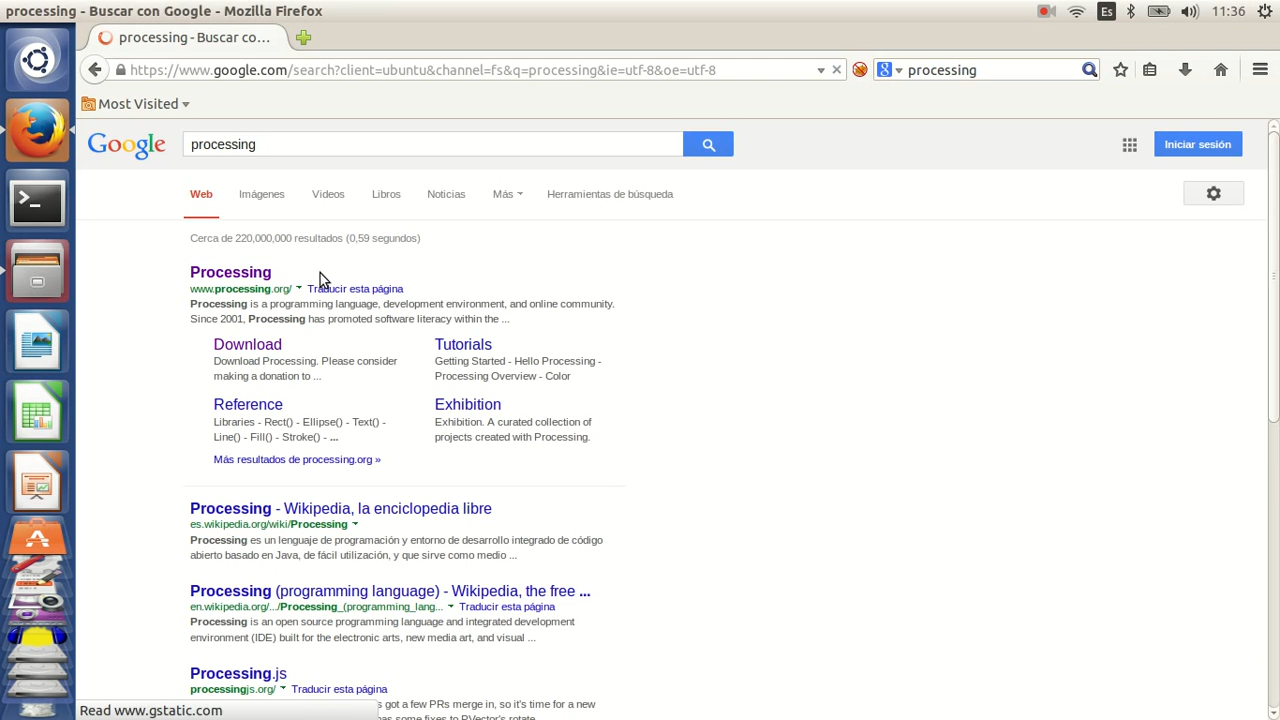 processing - Buscar con Google - Mozilla Firefox
Es
11:36
processing - Buscar co...
https://www.google.com/search?client=ubuntu&channel=fs&q=processing&ie=utf-8&oe=utf-8
processing
Most Visited
Google
processing
Iniciar sesión
Web Imágenes Videos Libros Noticias Más Herramientas de búsqueda
Cerca de 220,000,000 resultados (0,59 segundos)
Processing
www.processing.org/ Traducir esta página
Processing is a programming language, development environment, and online community.
Since 2001, Processing has promoted software literacy within the ...
Download
Download Processing. Please consider
making a donation to ...
Tutorials
Getting Started - Hello Processing -
Processing Overview - Color
Reference
Libraries - Rect() - Ellipse() - Text() -
Line() - Fill() - Stroke() - ...
Exhibition
Exhibition. A curated collection of
projects created with Processing.
Más resultados de processing.org »
Processing - Wikipedia, la enciclopedia libre
es.wikipedia.org/wiki/Processing
Processing es un lenguaje de programación y entorno de desarrollo integrado de código
abierto basado en Java, de fácil utilización, y que sirve como medio ...
Processing (programming language) - Wikipedia, the free ...
en.wikipedia.org/.../Processing_(programming_lang... Traducir esta página
Processing is an open source programming language and integrated development
environment (IDE) built for the electronic arts, new media art, and visual ...
Processing.js
processingjs.org/ Traducir esta página
s got a few PRs merge in, so it's time for a new
has some fixes to PVector's rotate
Read www.gstatic.com